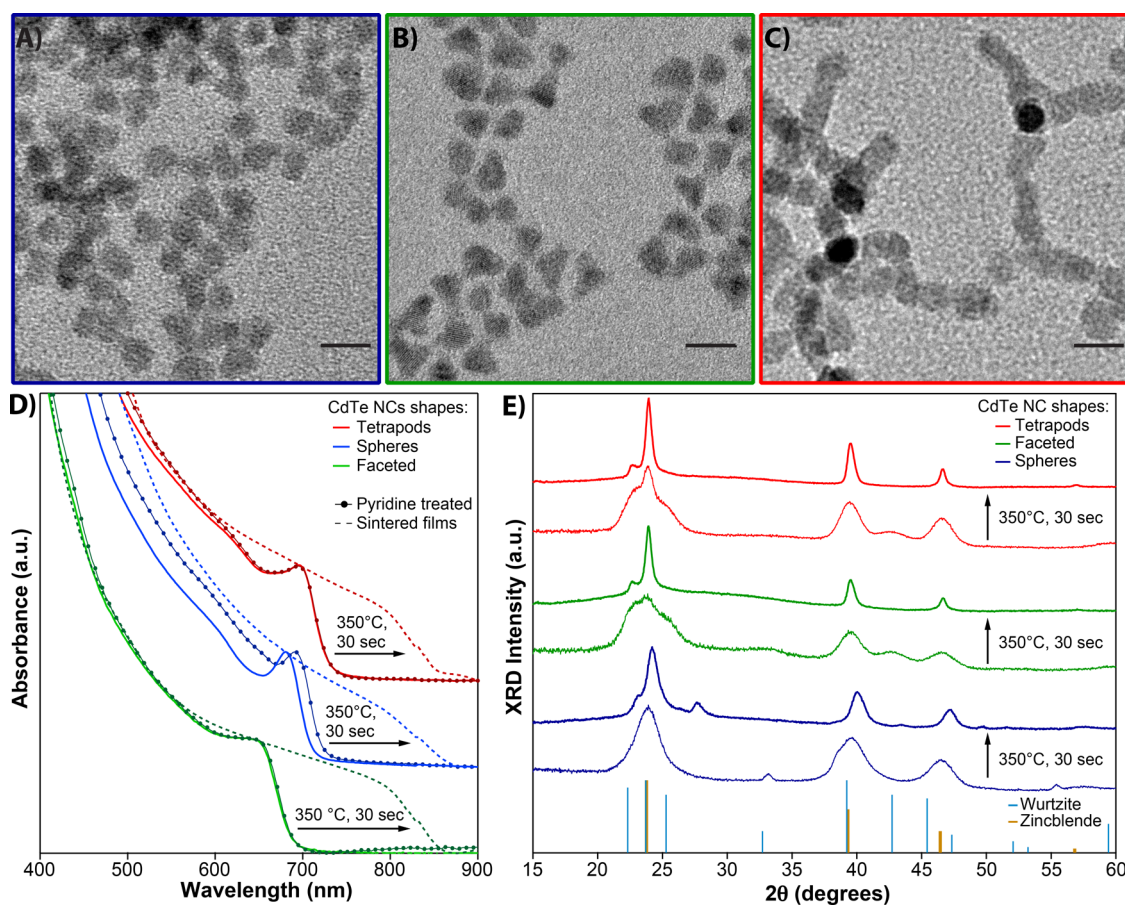 A)
B)
C)
D)
CdTe NCs shapes:
Tetrapods
Spheres
Faceted
Pyridine treated
Sintered films
350°C,
30 sec
350°C,
30 sec
350 °C, 30 sec
Absorbance (a.u.)
400
500
600
700
800
900
Wavelength (nm)
E)
CdTe NC shapes:
Tetrapods
Faceted
Spheres
350°C, 30 sec
350°C, 30 sec
350°C, 30 sec
Wurtzite
Zincblende
XRD Intensity (a.u.)
15
20
25
30
35
40
45
50
55
60
2θ (degrees)